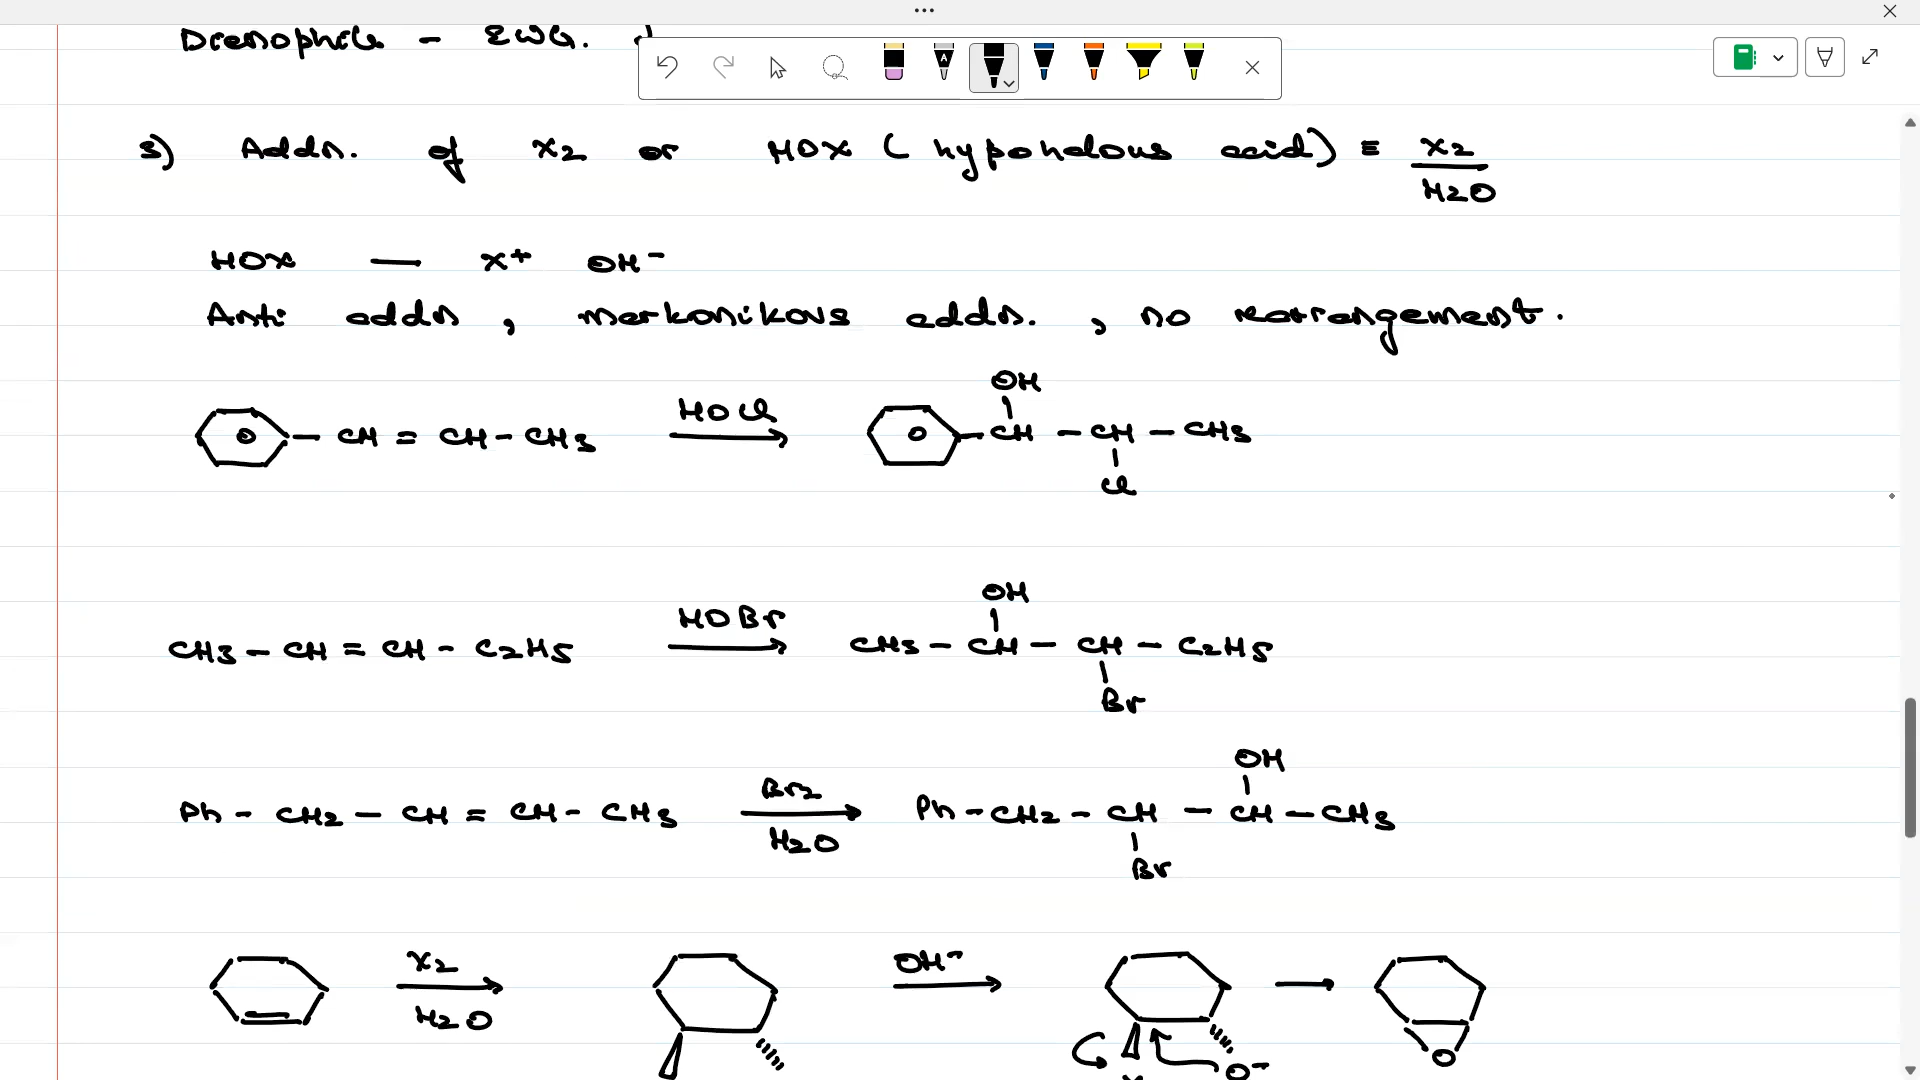 Dienophile - EWG.
3) Addn. of X2 or HOX ( hypohalous acid) ≡ X2
H2O
HOX — X+ OH-
Anti addn , markonikovs addn. , no rearrangement.
OH
CH = CH - CH3 HOCl CH - CH - CH3
Cl
OH
CH3 - CH = CH - C2H5 HOBr CH3 - CH - CH - C2H5
Br
OH
Ph - CH2 - CH = CH - CH3 Br2 Ph - CH2 - CH - CH - CH3
H2O
Br
X2 OH-
H2O
O- O